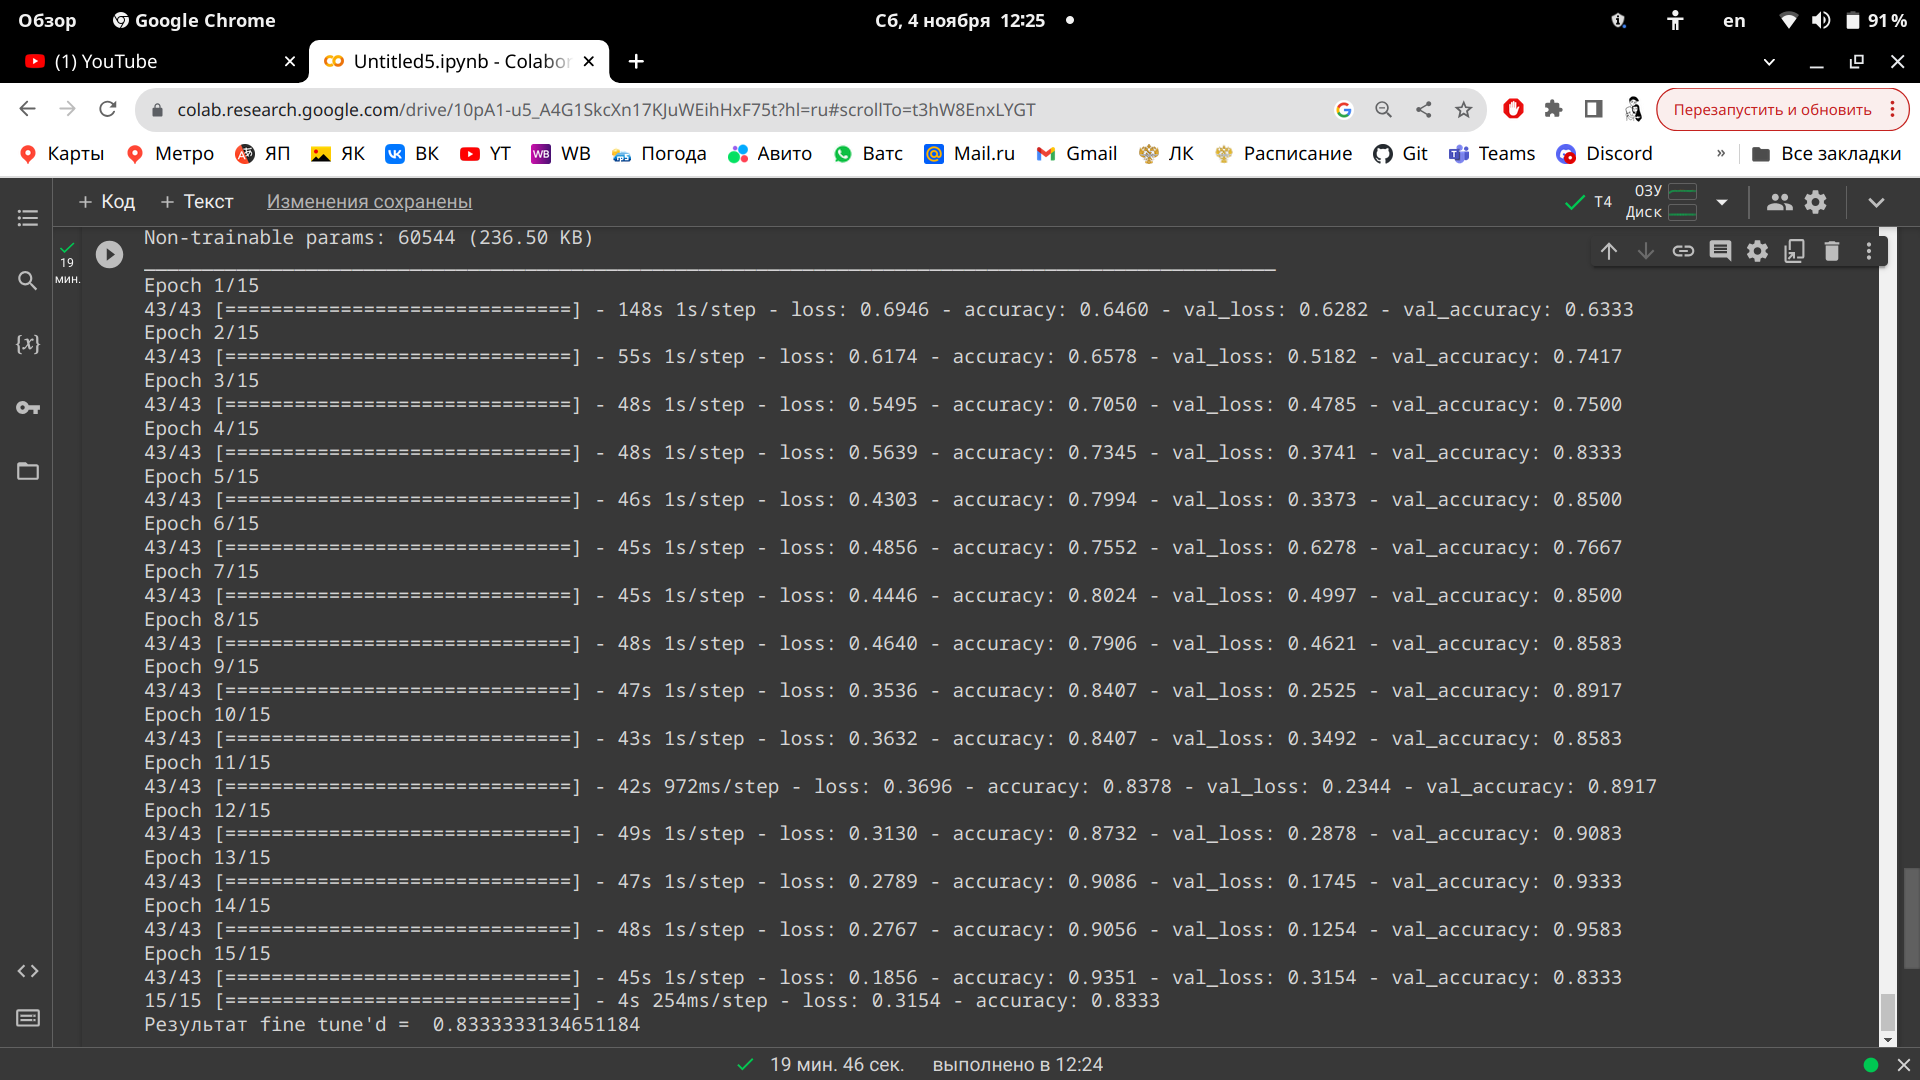 Обзор
Google Chrome
Сб, 4 ноября 12:25
en
91 %
(1) YouTube
Untitled5.ipynb - Colabor
colab.research.google.com/drive/10pA1-u5_A4G1SkcXn17KJuWEihHxF75t?hl=ru#scrollTo=t3hW8EnxLYGT
Перезапустить и обновить
Карты
Метро
ЯП
ЯК
ВК
YT
WB
Погода
Авито
Ватс
Mail.ru
Gmail
ЛК
Расписание
Git
Teams
Discord
»
Все закладки
+ Код
+ Текст
Изменения сохранены
T4
ОЗУ
Диск
19
мин.
Non-trainable params: 60544 (236.50 KB)
Epoch 1/15
43/43 [==============================] - 148s 1s/step - loss: 0.6946 - accuracy: 0.6460 - val_loss: 0.6282 - val_accuracy: 0.6333
Epoch 2/15
43/43 [==============================] - 55s 1s/step - loss: 0.6174 - accuracy: 0.6578 - val_loss: 0.5182 - val_accuracy: 0.7417
Epoch 3/15
43/43 [==============================] - 48s 1s/step - loss: 0.5495 - accuracy: 0.7050 - val_loss: 0.4785 - val_accuracy: 0.7500
Epoch 4/15
43/43 [==============================] - 48s 1s/step - loss: 0.5639 - accuracy: 0.7345 - val_loss: 0.3741 - val_accuracy: 0.8333
Epoch 5/15
43/43 [==============================] - 46s 1s/step - loss: 0.4303 - accuracy: 0.7994 - val_loss: 0.3373 - val_accuracy: 0.8500
Epoch 6/15
43/43 [==============================] - 45s 1s/step - loss: 0.4856 - accuracy: 0.7552 - val_loss: 0.6278 - val_accuracy: 0.7667
Epoch 7/15
43/43 [==============================] - 45s 1s/step - loss: 0.4446 - accuracy: 0.8024 - val_loss: 0.4997 - val_accuracy: 0.8500
Epoch 8/15
43/43 [==============================] - 48s 1s/step - loss: 0.4640 - accuracy: 0.7906 - val_loss: 0.4621 - val_accuracy: 0.8583
Epoch 9/15
43/43 [==============================] - 47s 1s/step - loss: 0.3536 - accuracy: 0.8407 - val_loss: 0.2525 - val_accuracy: 0.8917
Epoch 10/15
43/43 [==============================] - 43s 1s/step - loss: 0.3632 - accuracy: 0.8407 - val_loss: 0.3492 - val_accuracy: 0.8583
Epoch 11/15
43/43 [==============================] - 42s 972ms/step - loss: 0.3696 - accuracy: 0.8378 - val_loss: 0.2344 - val_accuracy: 0.8917
Epoch 12/15
43/43 [==============================] - 49s 1s/step - loss: 0.3130 - accuracy: 0.8732 - val_loss: 0.2878 - val_accuracy: 0.9083
Epoch 13/15
43/43 [==============================] - 47s 1s/step - loss: 0.2789 - accuracy: 0.9086 - val_loss: 0.1745 - val_accuracy: 0.9333
Epoch 14/15
43/43 [==============================] - 48s 1s/step - loss: 0.2767 - accuracy: 0.9056 - val_loss: 0.1254 - val_accuracy: 0.9583
Epoch 15/15
43/43 [==============================] - 45s 1s/step - loss: 0.1856 - accuracy: 0.9351 - val_loss: 0.3154 - val_accuracy: 0.8333
15/15 [==============================] - 4s 254ms/step - loss: 0.3154 - accuracy: 0.8333
Результат fine tune'd =  0.8333333134651184
19 мин. 46 сек.
выполнено в 12:24